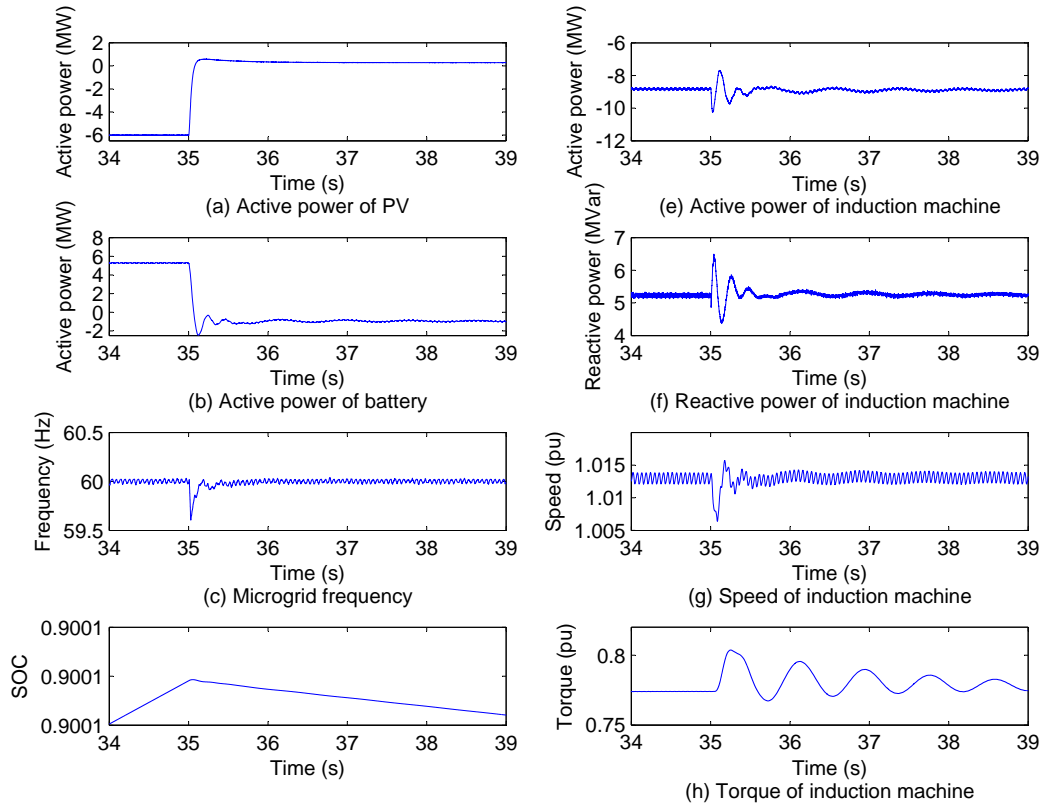 Active power (MW)
2
0
-2
-4
-6
34 35 36 37 38 39
Time (s)
(a) Active power of PV
Active power (MW)
8
6
4
2
0
-2
34 35 36 37 38 39
Time (s)
(b) Active power of battery
Frequency (Hz)
60.5
60
59.5
34 35 36 37 38 39
Time (s)
(c) Microgrid frequency
SOC
0.9001
0.9001
0.9001
34 35 36 37 38 39
Time (s)
Active power (MW)
-6
-8
-10
-12
34 35 36 37 38 39
Time (s)
(e) Active power of induction machine
Reactive power (MVar)
7
6
5
4
34 35 36 37 38 39
Time (s)
(f) Reactive power of induction machine
Speed (pu)
1.015
1.01
1.005
34 35 36 37 38 39
Time (s)
(g) Speed of induction machine
Torque (pu)
0.8
0.75
34 35 36 37 38 39
Time (s)
(h) Torque of induction machine